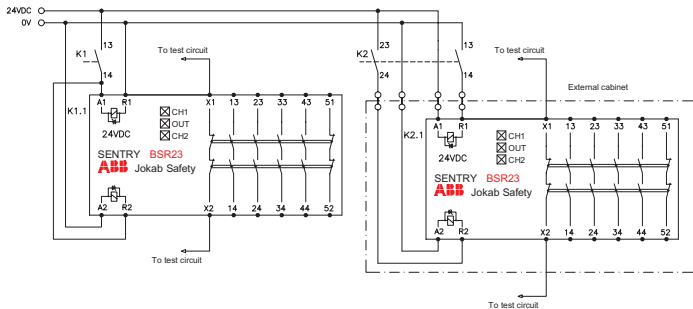 24VDC
0V
K1
13
14
To test circuit
K2
23
24
13
14
To test circuit
External cabinet
K1.1
A1 R1 X1 13 23 33 43 51
24VDC
CH1
OUT
CH2
SENTRY BSR23
ABB Jokab Safety
A2 R2 X2 14 24 34 44 52
To test circuit
K2.1
A1 R1 X1 13 23 33 43 51
24VDC
CH1
OUT
CH2
SENTRY BSR23
ABB Jokab Safety
A2 R2 X2 14 24 34 44 52
To test circuit